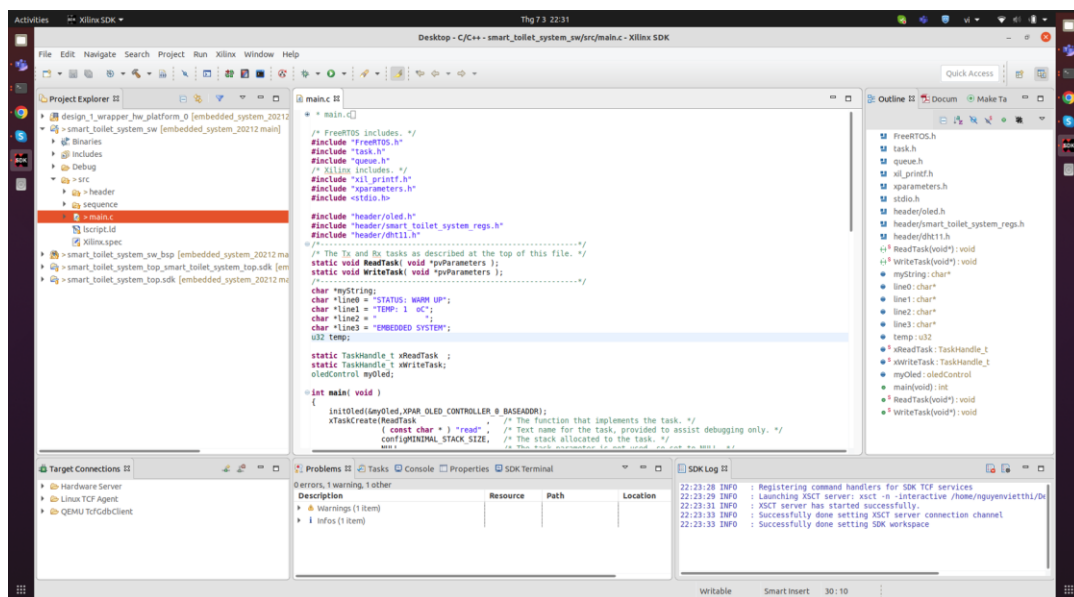 Activities Xilinx SDK Thg 7 3 22:31 vi
Desktop - C/C++ - smart_toilet_system_sw/src/main.c - Xilinx SDK
File Edit Navigate Search Project Run Xilinx Window Help
Quick Access
Project Explorer
design_1_wrapper_hw_platform_0 [embedded_system_20212
> smart_toilet_system_sw [embedded_system_20212 main]
Binaries
Includes
Debug
> src
> header
sequence
> main.c
lscript.ld
Xilinx.spec
> smart_toilet_system_sw_bsp [embedded_system_20212 ma
> smart_toilet_system_top_smart_toilet_system_top.sdk [em
> smart_toilet_system_top.sdk [embedded_system_20212 ma
main.c
* main.c
/* FreeRTOS includes. */
#include "FreeRTOS.h"
#include "task.h"
#include "queue.h"
/* Xilinx includes. */
#include "xil_printf.h"
#include "xparameters.h"
#include <stdio.h>
#include "header/oled.h"
#include "header/smart_toilet_system_regs.h"
#include "header/dht11.h"
/*-----------------------------------------------------------*/
/* The Tx and Rx tasks as described at the top of this file. */
static void ReadTask( void *pvParameters );
static void WriteTask( void *pvParameters );
/*-----------------------------------------------------------*/
char *myString;
char *line0 = "STATUS: WARM UP";
char *line1 = "TEMP: 1  oC";
char *line2 = "               ";
char *line3 = "EMBEDDED SYSTEM";
u32 temp;
static TaskHandle_t xReadTask  ;
static TaskHandle_t xWriteTask;
oledControl myOled;
int main( void )
{
initOled(&myOled,XPAR_OLED_CONTROLLER_0_BASEADDR);
xTaskCreate(ReadTask , /* The function that implements the task. */
( const char * ) "read" , /* Text name for the task, provided to assist debugging only. */
configMINIMAL_STACK_SIZE, /* The stack allocated to the task. */
NULL /* The task parameter is not used, so set to NULL. */
Outline Docum Make Ta
FreeRTOS.h
task.h
queue.h
xil_printf.h
xparameters.h
stdio.h
header/oled.h
header/smart_toilet_system_regs.h
header/dht11.h
ReadTask(void*) : void
WriteTask(void*) : void
myString : char*
line0 : char*
line1 : char*
line2 : char*
line3 : char*
temp : u32
xReadTask : TaskHandle_t
xWriteTask : TaskHandle_t
myOled : oledControl
main(void) : int
ReadTask(void*) : void
WriteTask(void*) : void
Target Connections
Hardware Server
Linux TCF Agent
QEMU TcfGdbClient
Problems Tasks Console Properties SDK Terminal
0 errors, 1 warning, 1 other
Description Resource Path Location
Warnings (1 item)
Infos (1 item)
SDK Log
22:23:28 INFO : Registering command handlers for SDK TCF services
22:23:29 INFO : Launching XSCT server: xsct -n -interactive /home/nguyenvietthi/De
22:23:31 INFO : XSCT server has started successfully.
22:23:33 INFO : Successfully done setting XSCT server connection channel
22:23:33 INFO : Successfully done setting SDK workspace
Writable Smart Insert 30 : 10